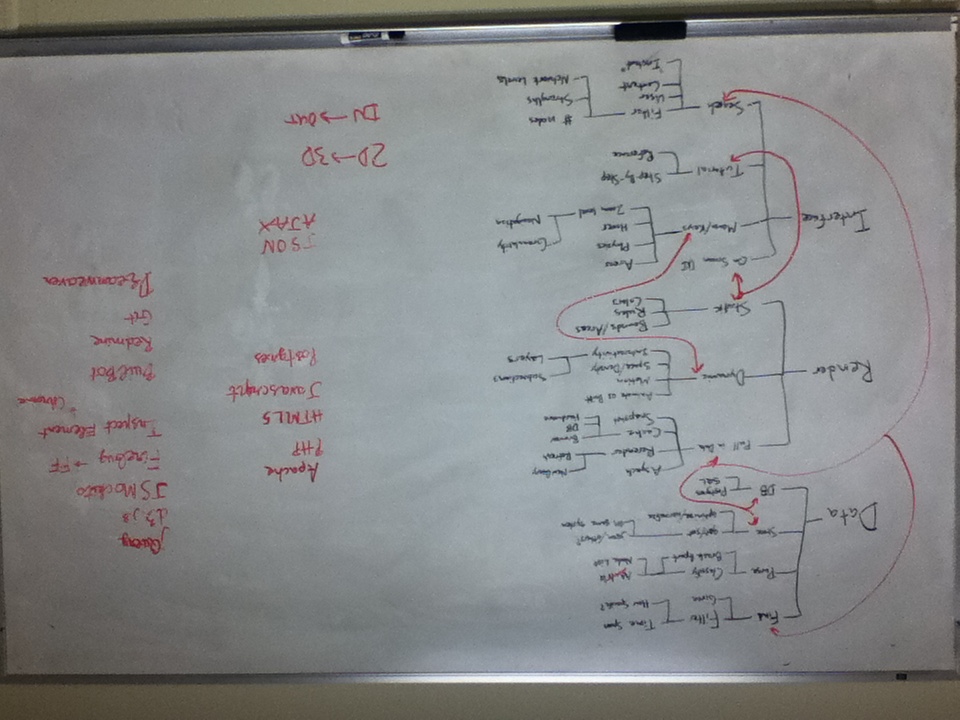 Data
Find
Filter
Given
Time Span
How Specific?
Parse
Classify
Break Apart
Matrix
Node List
Store
get/set
optimize/normalize
json/others?
on same system
DB
Postgres
SQL
Render
Pull in Data
Asynch
Rerender
New Query
Refresh
Cache
Browser
DB
Hardware
Snapshot
Dynamic
Animate as Built
Motion
Space/Density
Interactivity
Subsections
Layers
Static
Bounds/Areas
Rules
Colors
Interface
On Screen UI
Mouse/Keys
Areas
Physics
Hover
Zoom level
Granularity
Navigation
Tutorial
Step-By-Step
Reference
Search
Filter
User
Content
"Instant"
# nodes
Strengths
Network Levels
Apache
PHP
HTML5
Javascript
Postgres
JSON
AJAX
2D → 3D
IN → OUT
jQuery
d3.js
JSMockito
Firebug → FF
Inspect Element
" Chrome
BuilBot
Redmine
Git
Dreamweaver